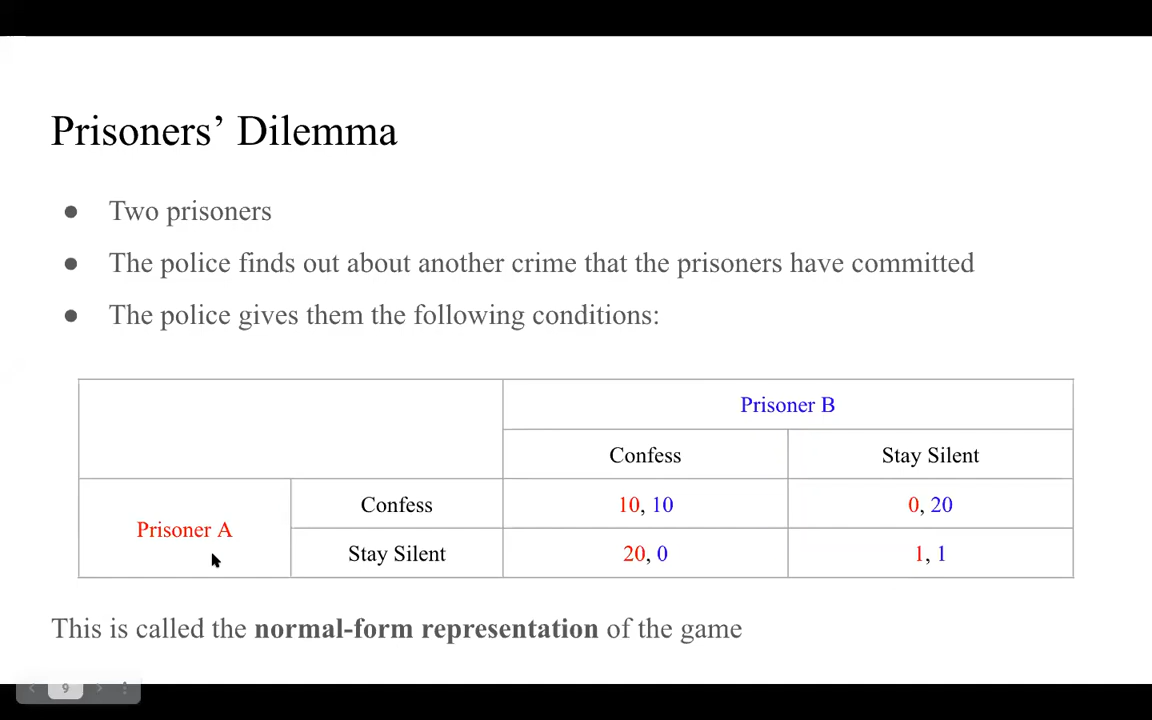 Prisoners’ Dilemma
● Two prisoners
● The police finds out about another crime that the prisoners have committed
● The police gives them the following conditions:
Prisoner B
Confess Stay Silent
Prisoner A
Confess 10, 10 0, 20
Stay Silent 20, 0 1, 1
This is called the normal-form representation of the game
9